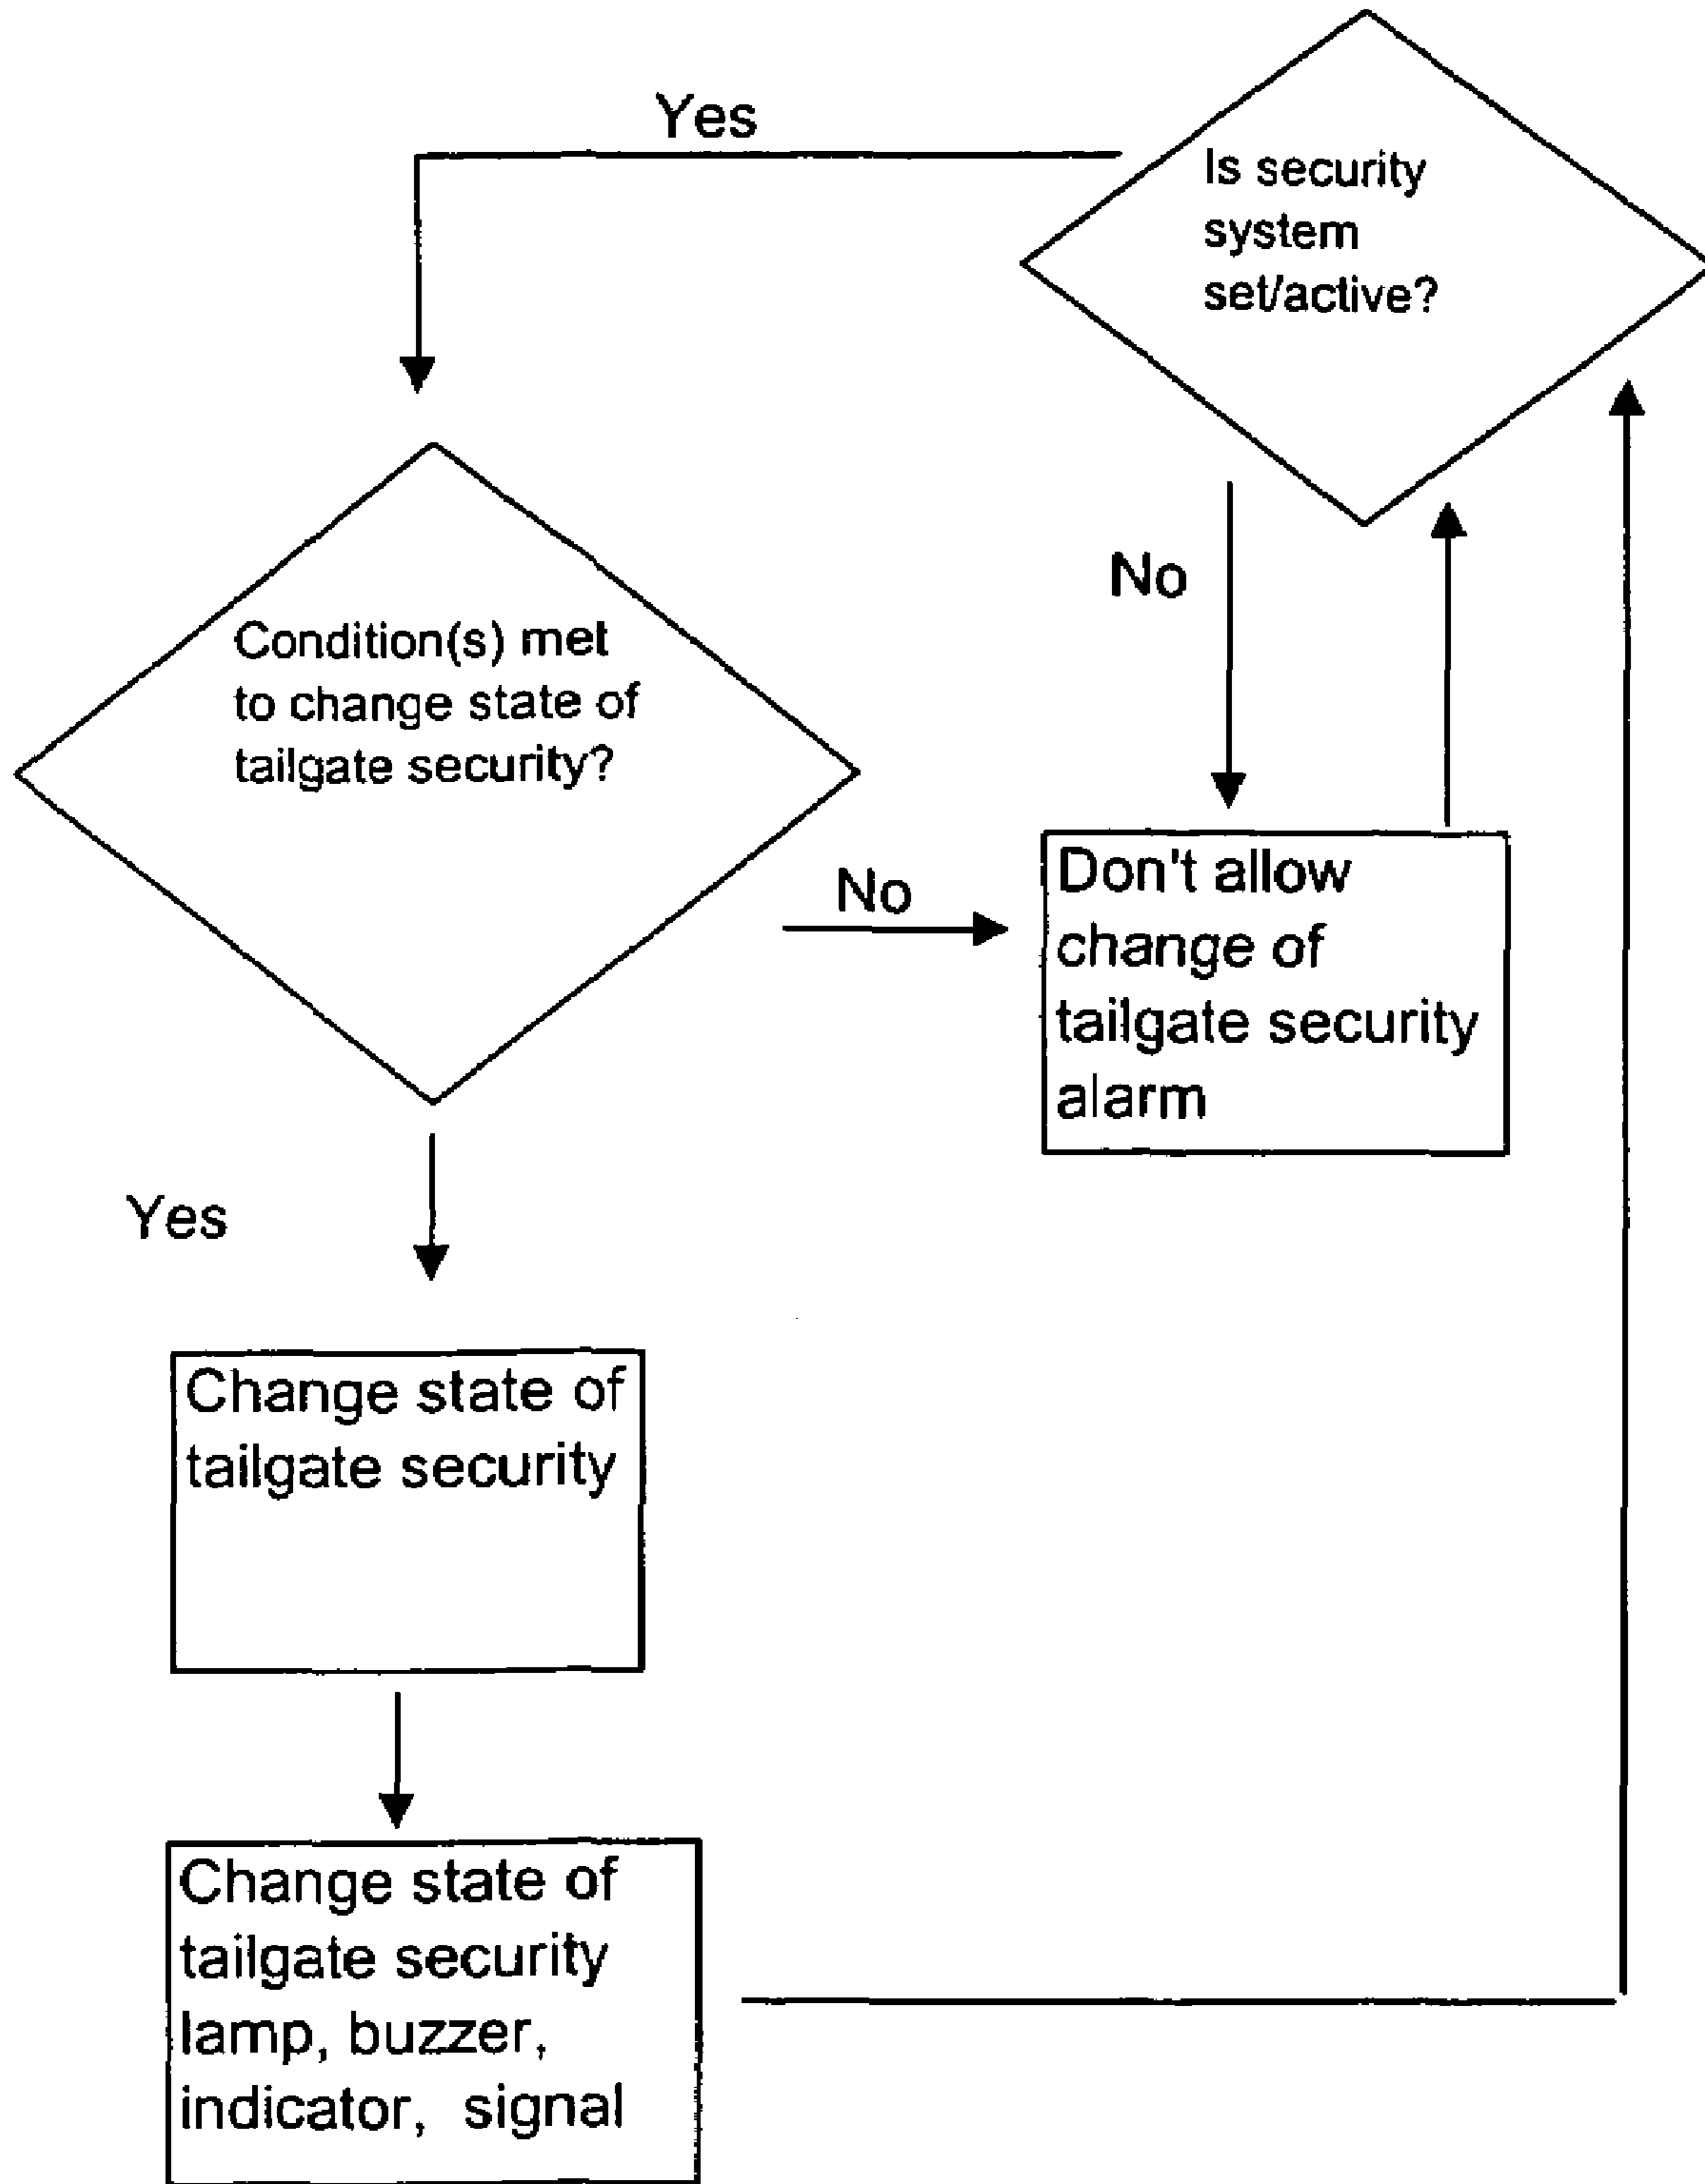 Yes
Is security
system
set/active?
No
Condition(s) met
to change state of
tailgate security?
No
Don't allow
change of
tailgate security
alarm
Yes
Change state of
tailgate security
Change state of
tailgate security
lamp, buzzer,
indicator, signal